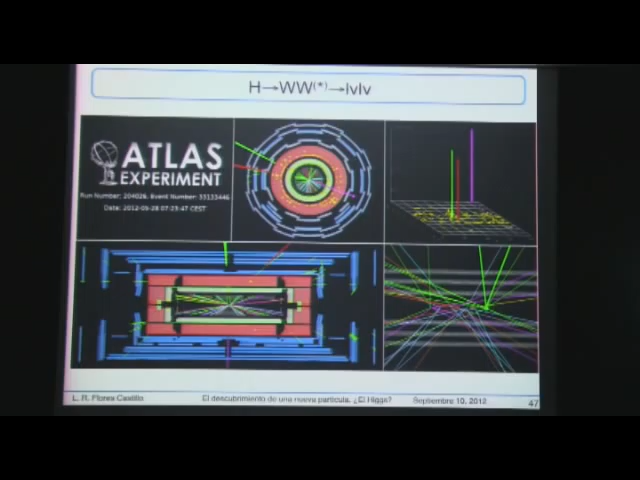 H→WW(*)→lνlν
ATLAS
EXPERIMENT
Run Number: 204026, Event Number: 33133446
Date: 2012-05-28 07:23:47 CEST
L. R. Flores Castillo
El descubrimiento de una nueva partícula. ¿El Higgs?
Septiembre 10, 2012
47